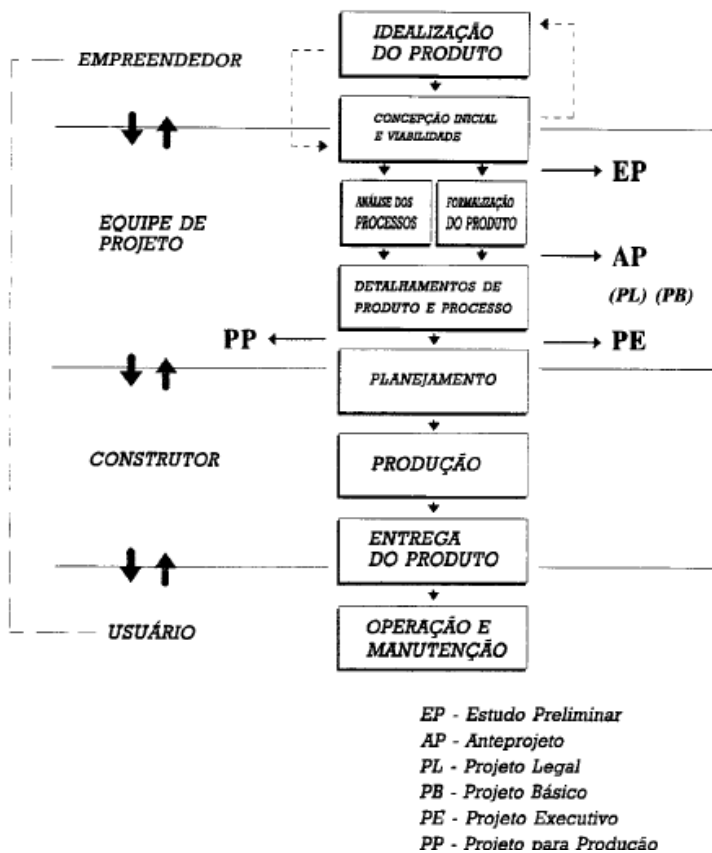 IDEALIZAÇÃO
DO PRODUTO
EMPREENDEDOR
CONCEPÇÃO INICIAL
E VIABILIDADE
EP
ANÁLISE DOS
PROCESSOS
FORMALIZAÇÃO
DO PRODUTO
EQUIPE DE
PROJETO
AP
(PL) (PB)
DETALHAMENTOS DE
PRODUTO E PROCESSO
PP
PE
PLANEJAMENTO
CONSTRUTOR
PRODUÇÃO
ENTREGA
DO PRODUTO
USUÁRIO
OPERAÇÃO E
MANUTENÇÃO
EP - Estudo Preliminar
AP - Anteprojeto
PL - Projeto Legal
PB - Projeto Básico
PE - Projeto Executivo
PP - Projeto para Produção